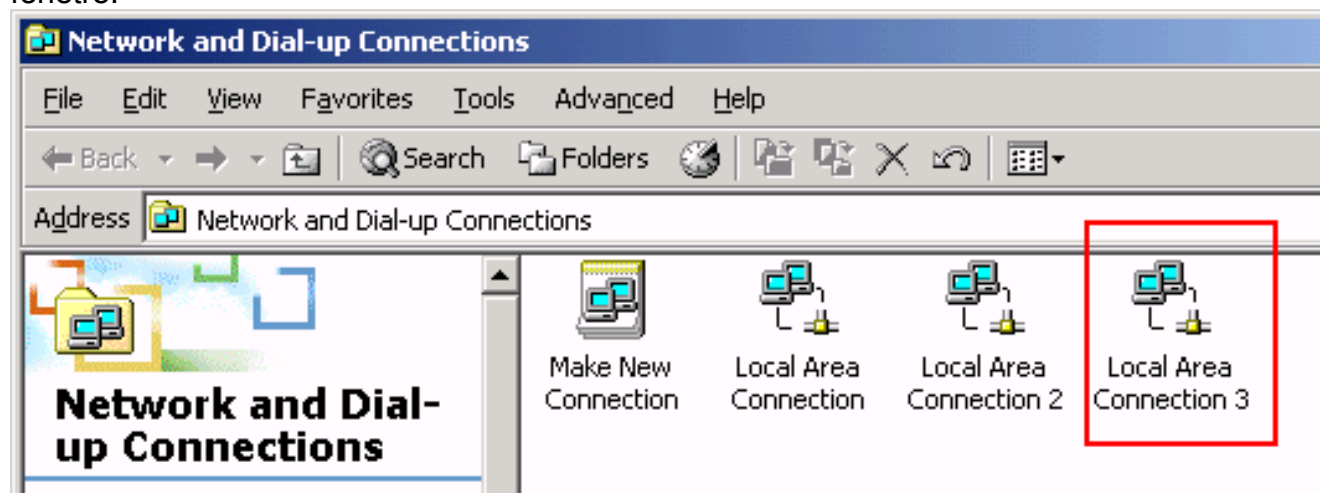 fenêtre.
Network and Dial-up Connections
File Edit View Favorites Tools Advanced Help
Back Search Folders
Address Network and Dial-up Connections
Make New Connection
Local Area Connection
Local Area Connection 2
Local Area Connection 3
Network and Dial-
up Connections